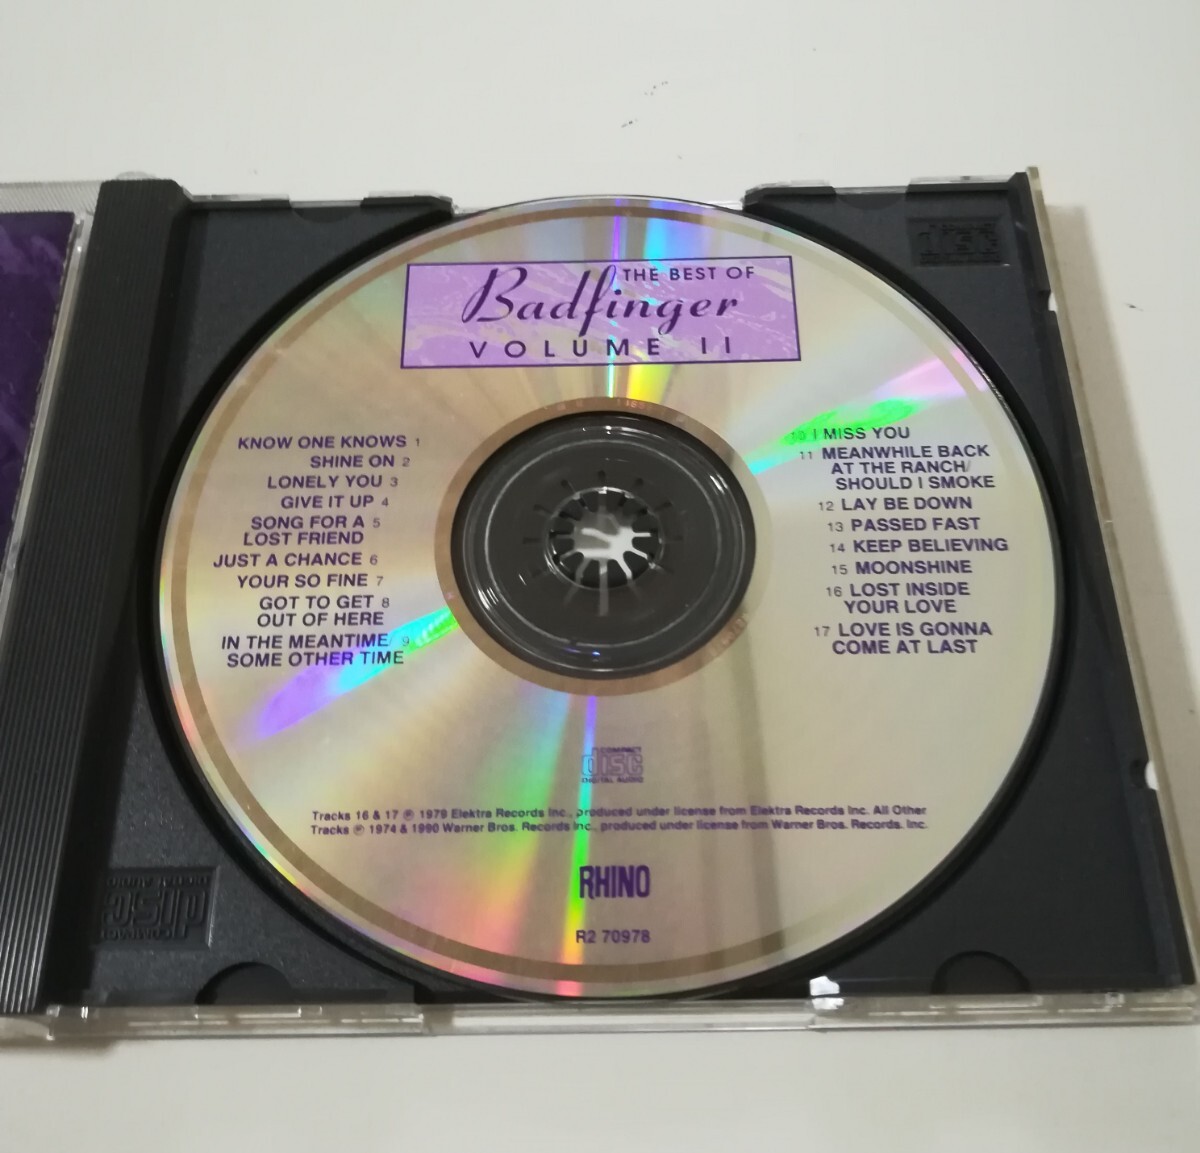 THE BEST OF
Badfinger
VOLUME II
KNOW ONE KNOWS 1
SHINE ON 2
LONELY YOU 3
GIVE IT UP 4
SONG FOR A 5
LOST FRIEND
JUST A CHANCE 6
YOUR SO FINE 7
GOT TO GET 8
OUT OF HERE
IN THE MEANTIME/ 9
SOME OTHER TIME
10 I MISS YOU
11 MEANWHILE BACK
AT THE RANCH/
SHOULD I SMOKE
12 LAY BE DOWN
13 PASSED FAST
14 KEEP BELIEVING
15 MOONSHINE
16 LOST INSIDE
YOUR LOVE
17 LOVE IS GONNA
COME AT LAST
COMPACT
disc
DIGITAL AUDIO
Tracks 16 & 17 ℗ 1979 Elektra Records Inc., produced under license from Elektra Records Inc. All Other
Tracks ℗ 1974 & 1990 Warner Bros. Records Inc., produced under license from Warner Bros. Records, Inc.
RHINO
R2 70978
disc
COMPACT
disc
DIGITAL AUDIO